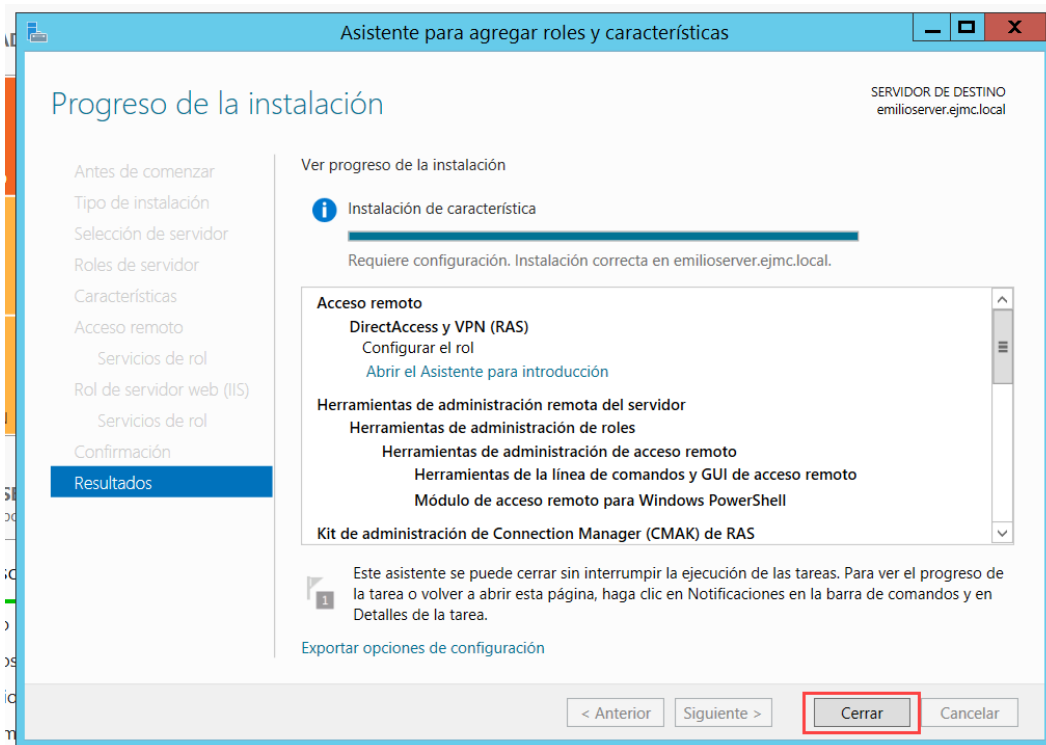 Asistente para agregar roles y características
Progreso de la instalación
SERVIDOR DE DESTINO
emilioserver.ejmc.local
Antes de comenzar
Tipo de instalación
Selección de servidor
Roles de servidor
Características
Acceso remoto
Servicios de rol
Rol de servidor web (IIS)
Servicios de rol
Confirmación
Resultados
Ver progreso de la instalación
Instalación de característica
Requiere configuración. Instalación correcta en emilioserver.ejmc.local.
Acceso remoto
DirectAccess y VPN (RAS)
Configurar el rol
Abrir el Asistente para introducción
Herramientas de administración remota del servidor
Herramientas de administración de roles
Herramientas de administración de acceso remoto
Herramientas de la línea de comandos y GUI de acceso remoto
Módulo de acceso remoto para Windows PowerShell
Kit de administración de Connection Manager (CMAK) de RAS
1
Este asistente se puede cerrar sin interrumpir la ejecución de las tareas. Para ver el progreso de
la tarea o volver a abrir esta página, haga clic en Notificaciones en la barra de comandos y en
Detalles de la tarea.
Exportar opciones de configuración
< Anterior
Siguiente >
Cerrar
Cancelar